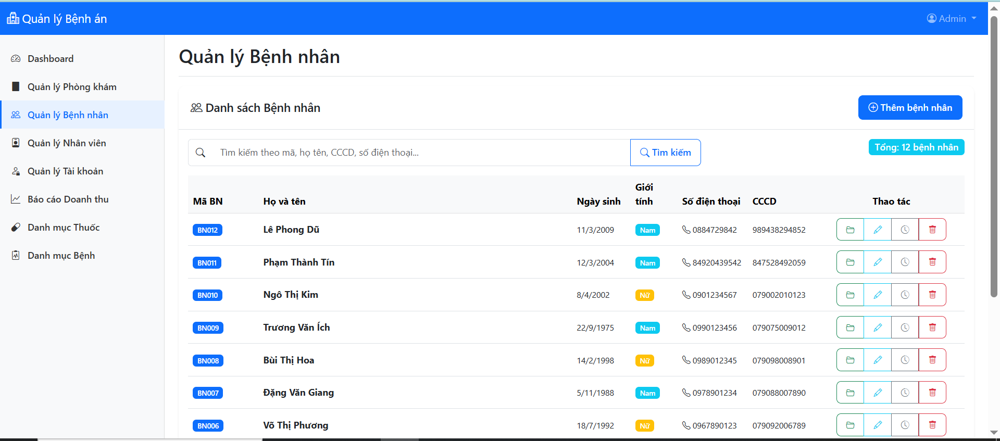 Quản lý Bệnh án
Admin
Dashboard
Quản lý Phòng khám
Quản lý Bệnh nhân
Quản lý Nhân viên
Quản lý Tài khoản
Báo cáo Doanh thu
Danh mục Thuốc
Danh mục Bệnh
Quản lý Bệnh nhân
Danh sách Bệnh nhân
Thêm bệnh nhân
Tìm kiếm theo mã, họ tên, CCCD, số điện thoại...
Tìm kiếm
Tổng: 12 bệnh nhân
Mã BN Họ và tên Ngày sinh Giới tính Số điện thoại CCCD Thao tác
BN012 Lê Phong Dũ 11/3/2009 Nam 0884729842 989438294852
BN011 Phạm Thành Tín 12/3/2004 Nam 84920439542 847528492059
BN010 Ngô Thị Kim 8/4/2002 Nữ 0901234567 079002010123
BN009 Trương Văn Ích 22/9/1975 Nam 0990123456 079075009012
BN008 Bùi Thị Hoa 14/2/1998 Nữ 0989012345 079098008901
BN007 Đặng Văn Giang 5/11/1988 Nam 0978901234 079088007890
BN006 Võ Thị Phương 18/7/1992 Nữ 0967890123 079092006789